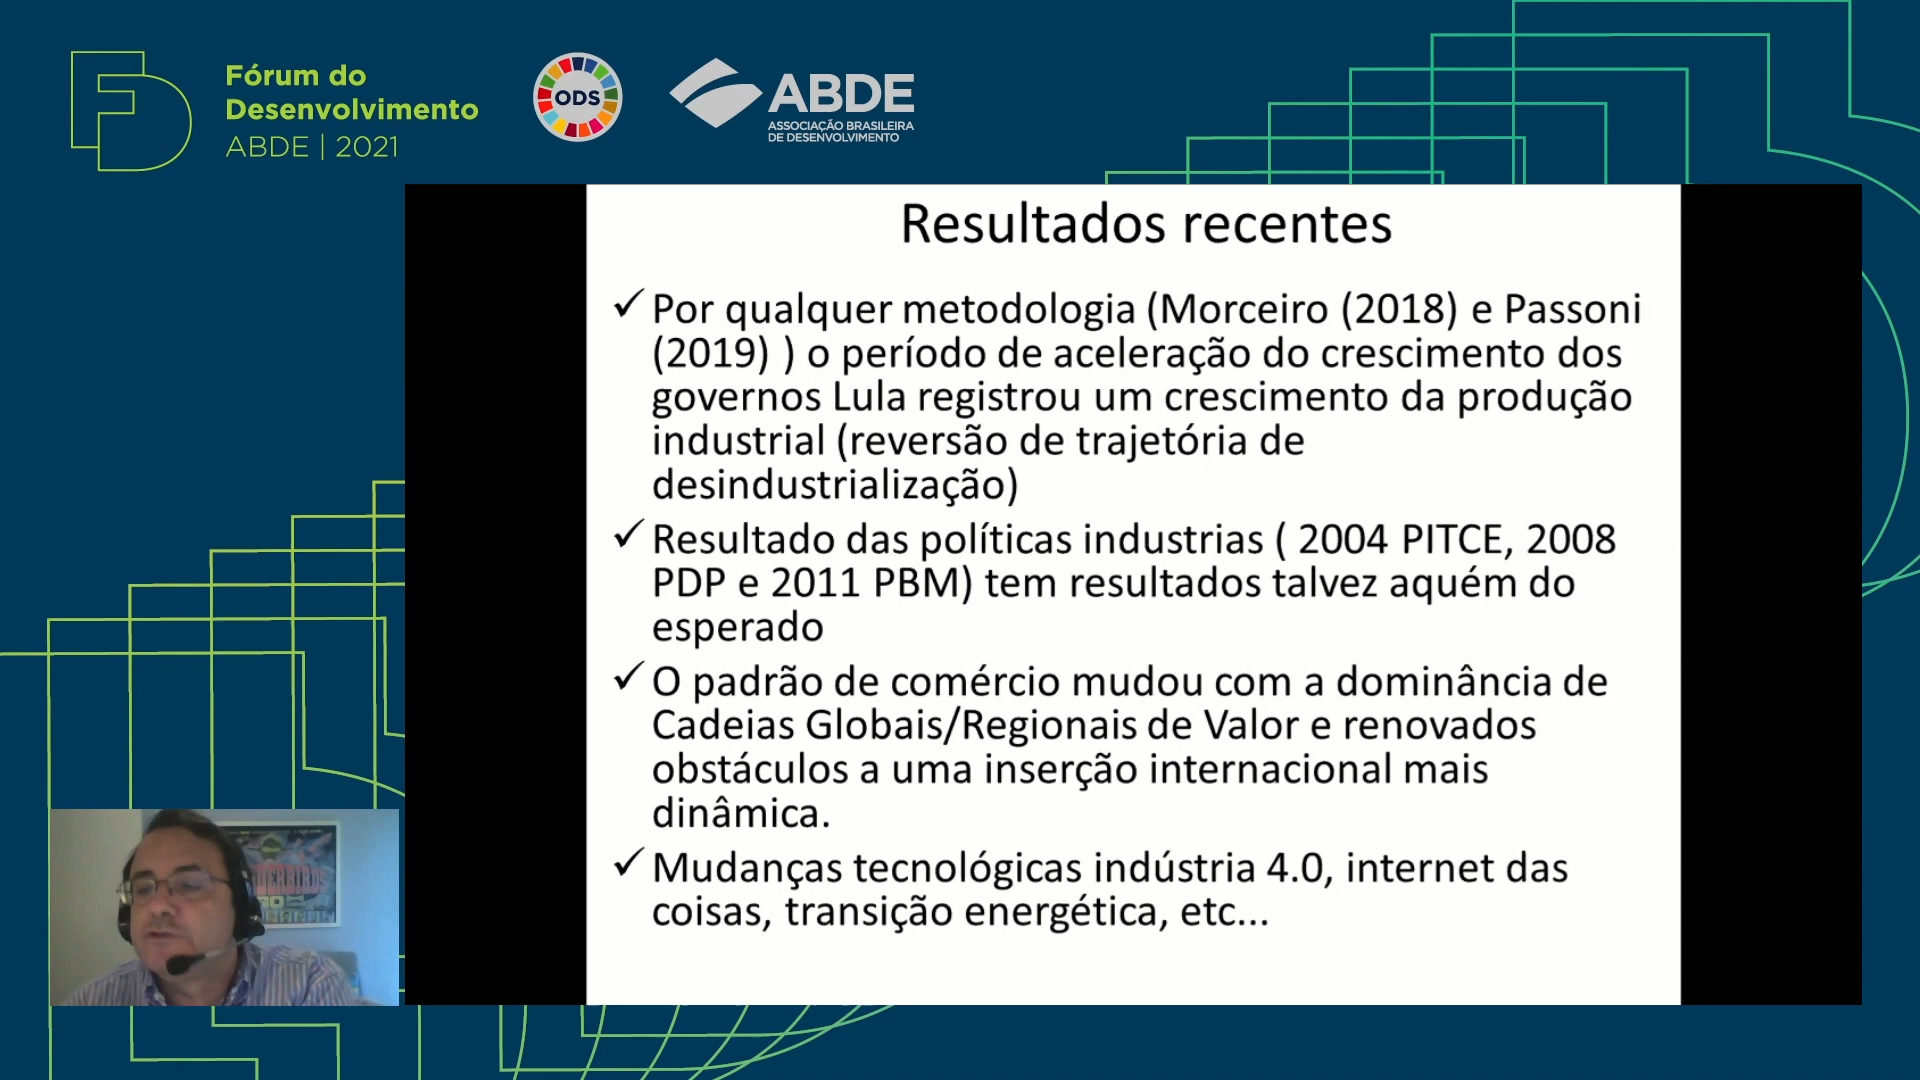 Fórum do
Desenvolvimento
ABDE | 2021
ODS
ABDE
ASSOCIAÇÃO BRASILEIRA
DE DESENVOLVIMENTO
Resultados recentes
✓ Por qualquer metodologia (Morceiro (2018) e Passoni
(2019) ) o período de aceleração do crescimento dos
governos Lula registrou um crescimento da produção
industrial (reversão de trajetória de
desindustrialização)
✓ Resultado das políticas industrias ( 2004 PITCE, 2008
PDP e 2011 PBM) tem resultados talvez aquém do
esperado
✓ O padrão de comércio mudou com a dominância de
Cadeias Globais/Regionais de Valor e renovados
obstáculos a uma inserção internacional mais
dinâmica.
✓ Mudanças tecnológicas indústria 4.0, internet das
coisas, transição energética, etc...